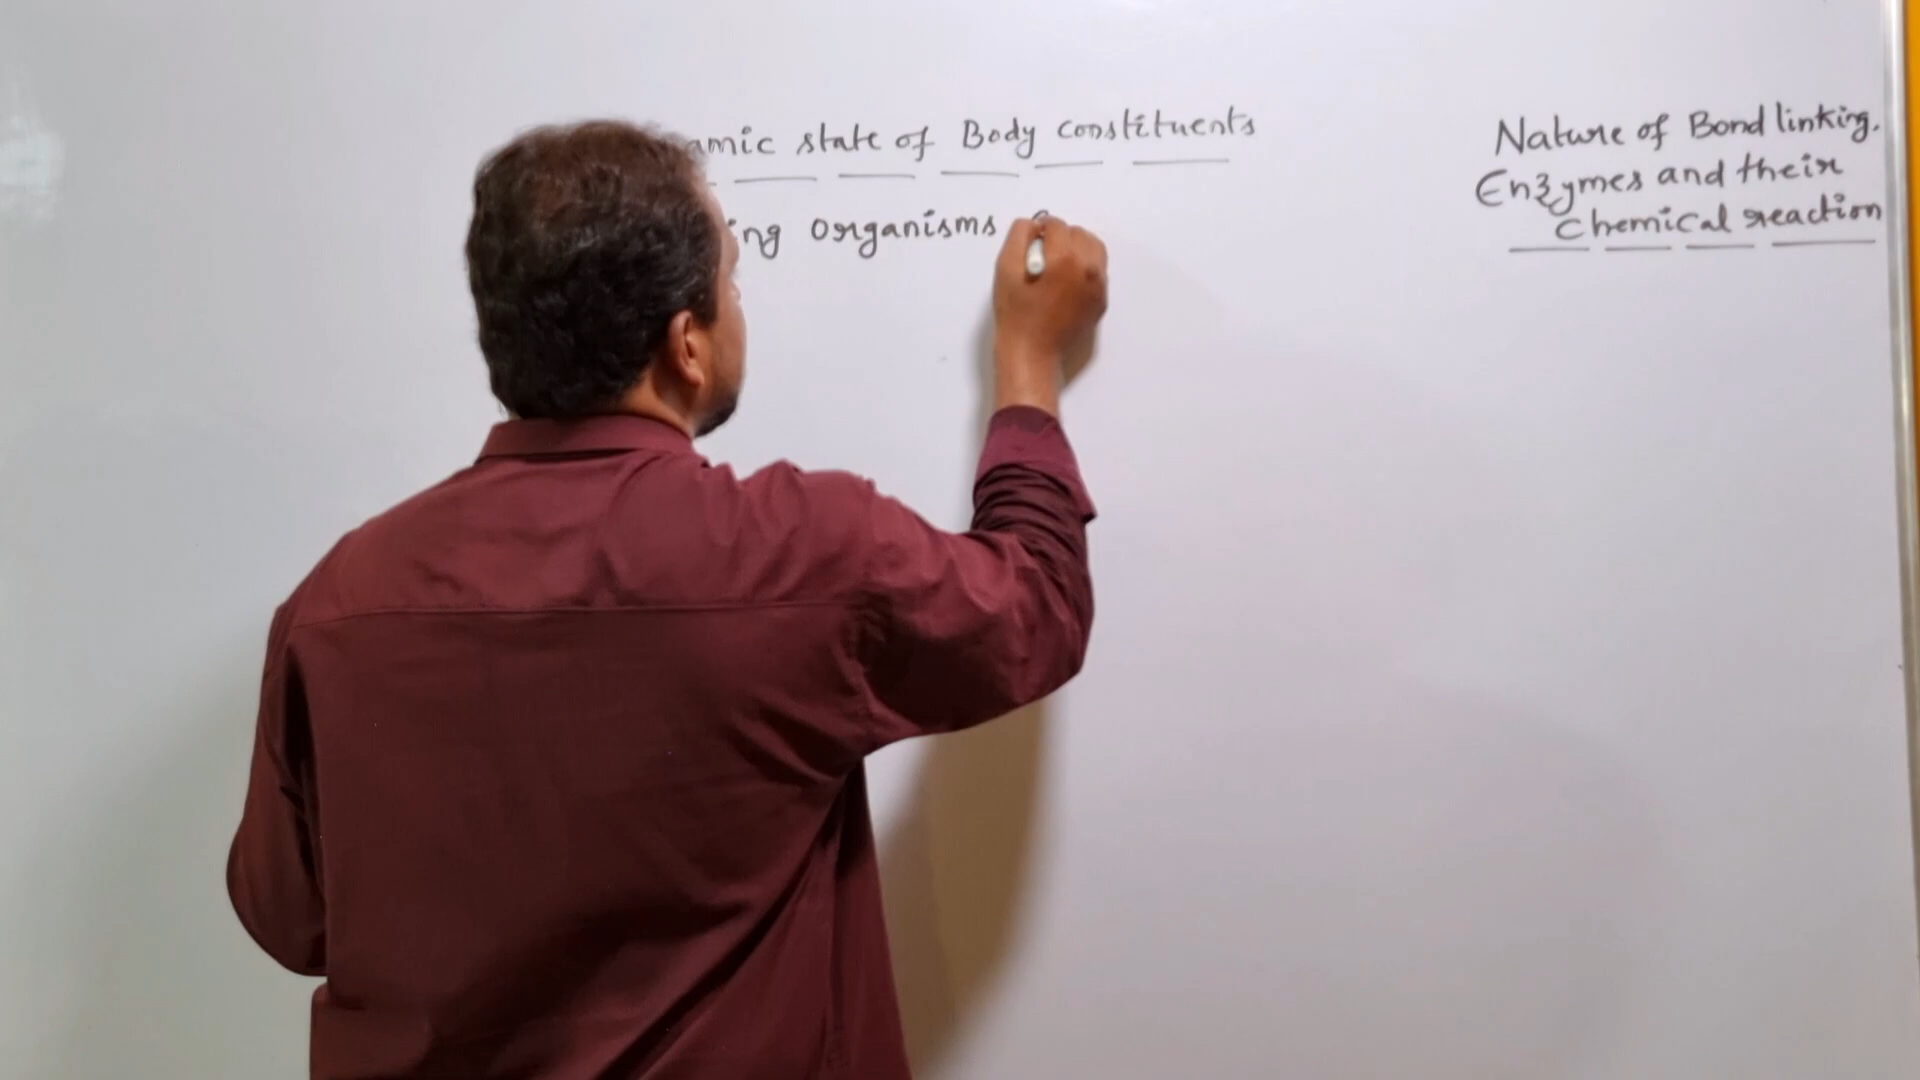 amic state of Body constituents
ing organisms
Nature of Bond linking.
Enzymes and their
chemical reaction